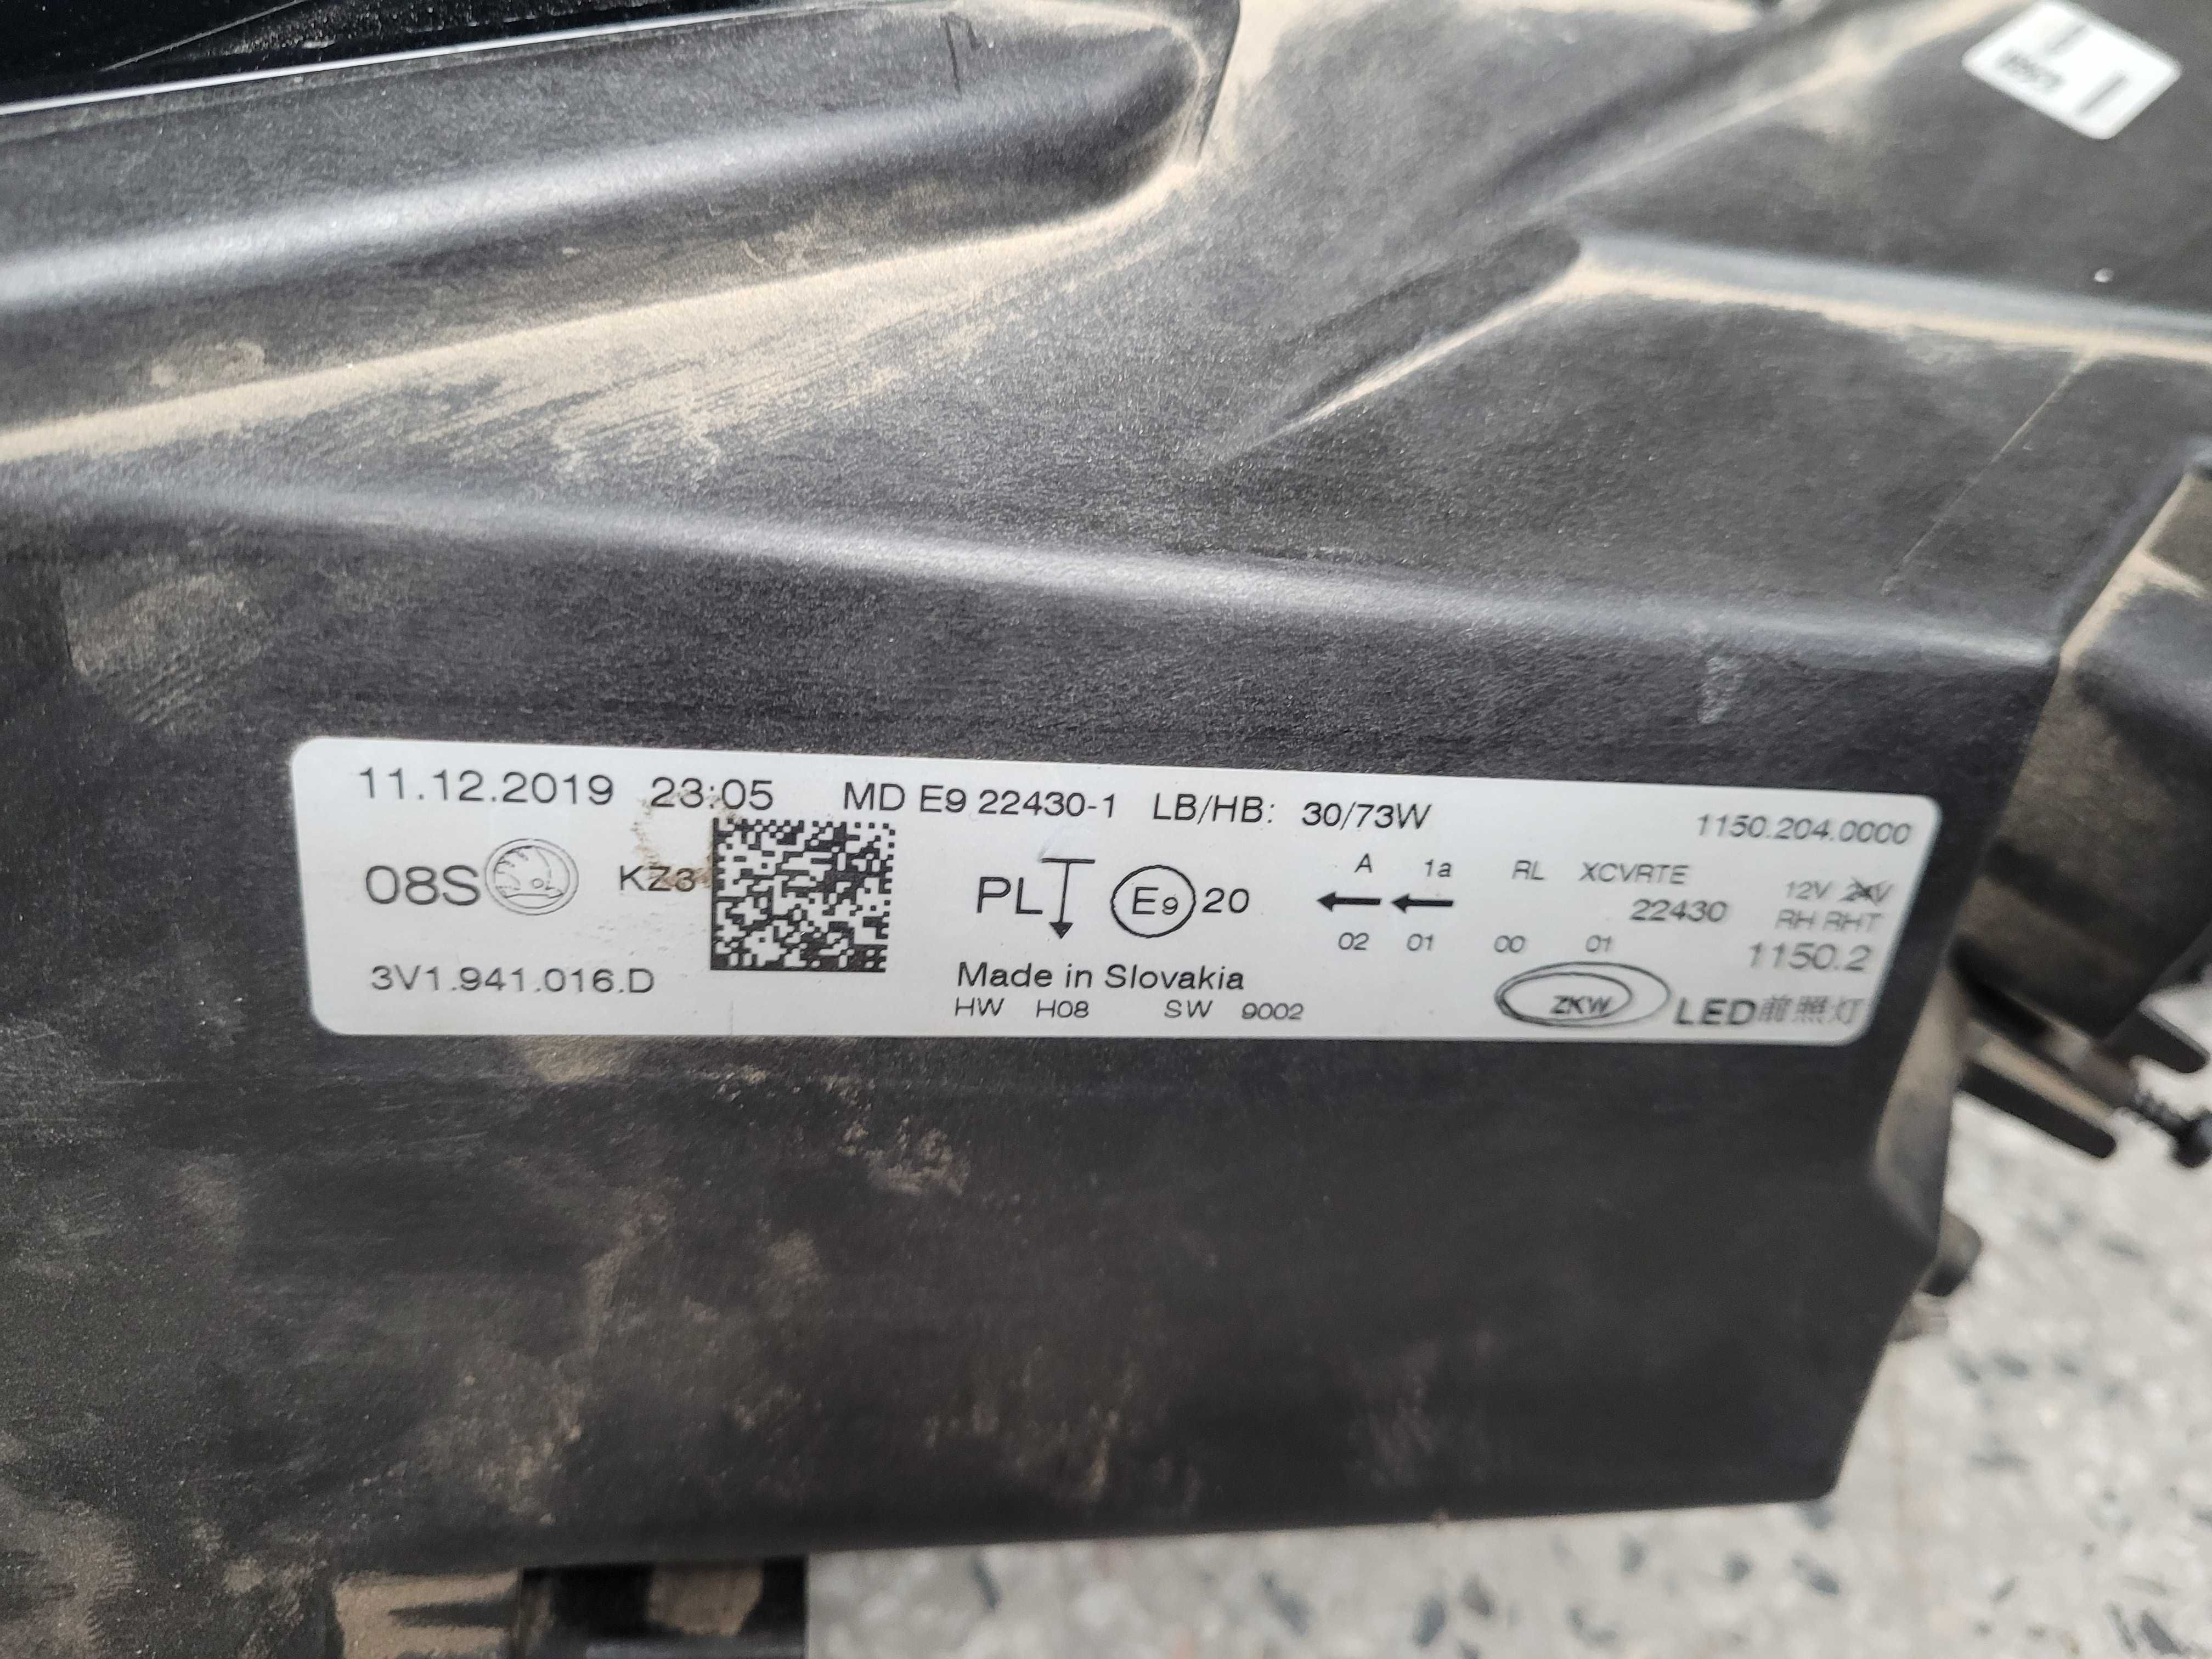 11.12.2019 23:05 MD E9 22430-1 LB/HB: 30/73W 1150.204.0000
A 1a RL XCVRTE 12V 24V
08S KZ3 PL E9 20 22430 RH RHT
02 01 00 01 1150.2
3V1.941.016.D Made in Slovakia
HW H08 SW 9002 ZKW LED前照灯